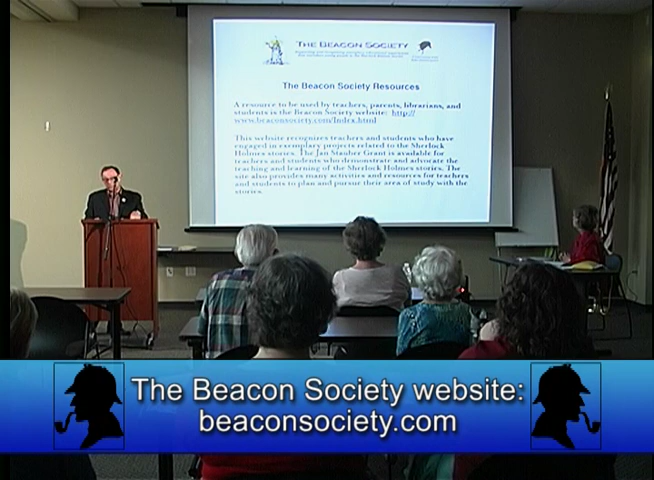 THE BEACON SOCIETY
The Beacon Society Resources
A resource to be used by teachers, parents, librarians, and
students is the Beacon Society website: http://
www.beaconsociety.com/Index.html
This website recognizes teachers and students who have
engaged in exemplary projects related to the Sherlock
Holmes stories. The Jan Stauber Grant is available for
teachers and students who demonstrate and advocate the
teaching and learning of the Sherlock Holmes stories. The
site also provides many activities and resources for teachers
and students to plan and pursue their area of study with the
stories.
The Beacon Society website:
beaconsociety.com